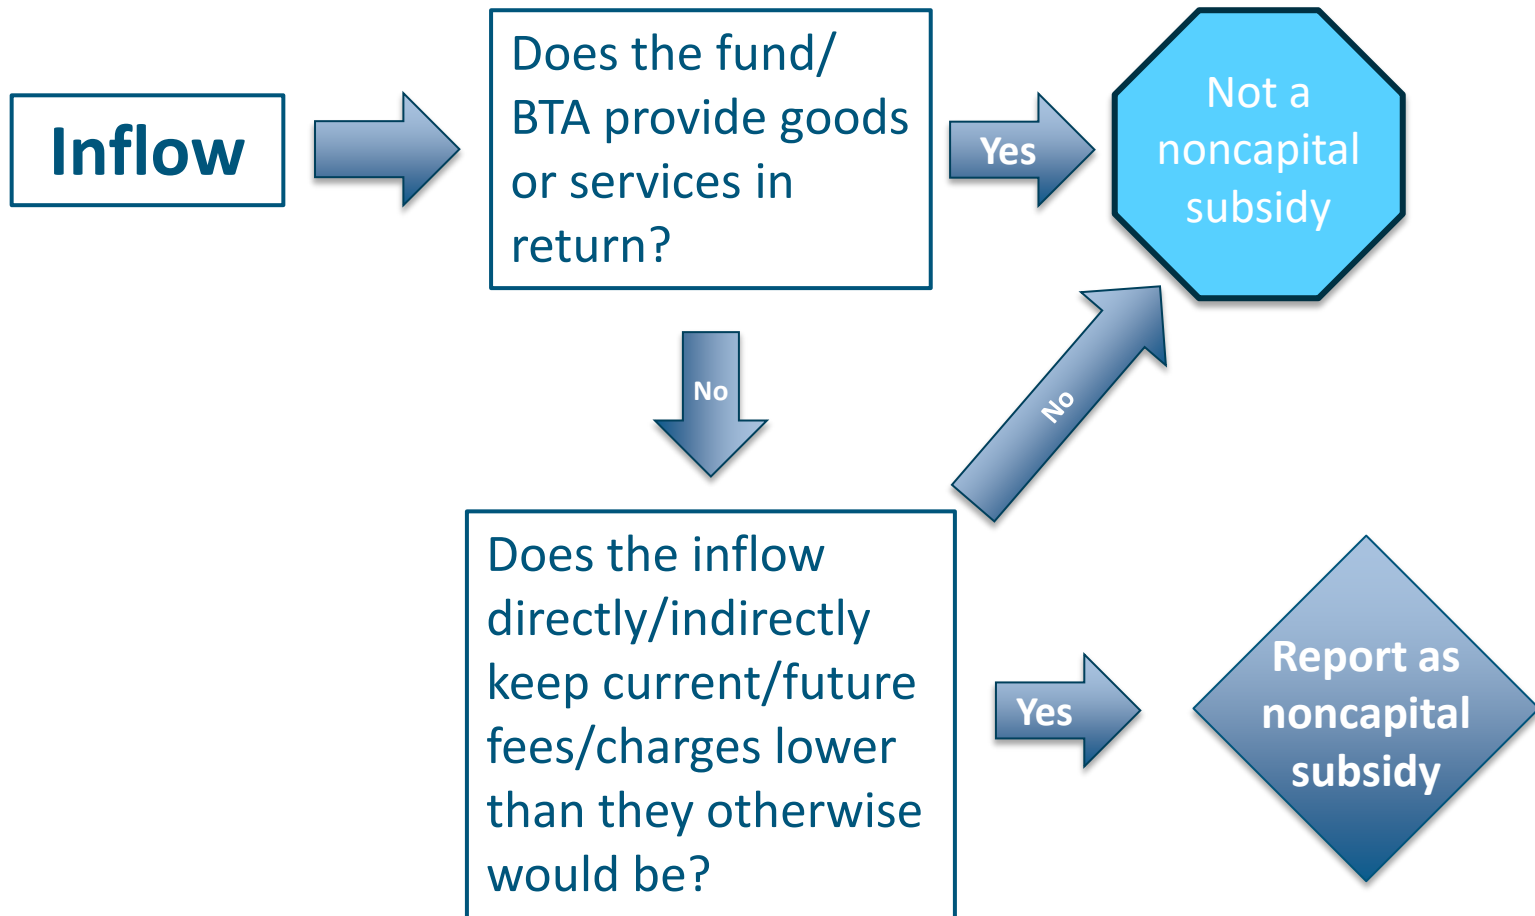 Inflow
Does the fund/
BTA provide goods
or services in
return?
Yes
Not a
noncapital
subsidy
No
No
Does the inflow
directly/indirectly
keep current/future
fees/charges lower
than they otherwise
would be?
Yes
Report as
noncapital
subsidy